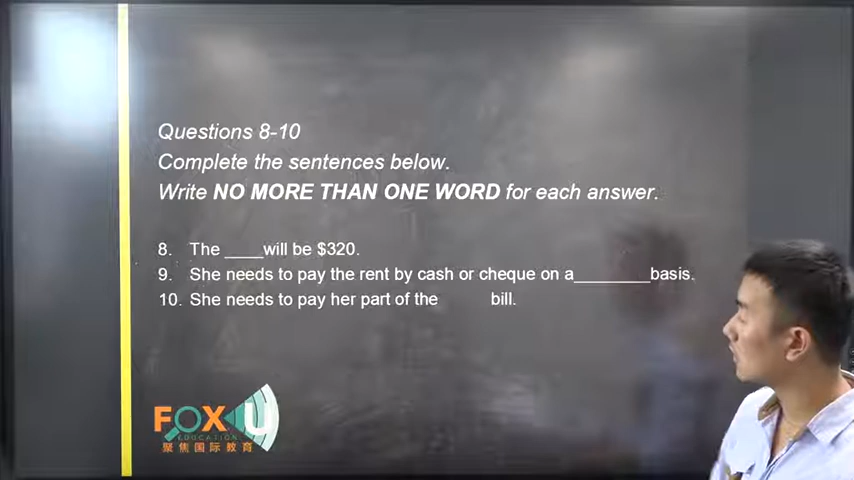 Questions 8-10
Complete the sentences below.
Write NO MORE THAN ONE WORD for each answer.
8. The ____will be $320.
9. She needs to pay the rent by cash or cheque on a________basis.
10. She needs to pay her part of the bill.
FOXU
EDUCATION
聚焦国际教育